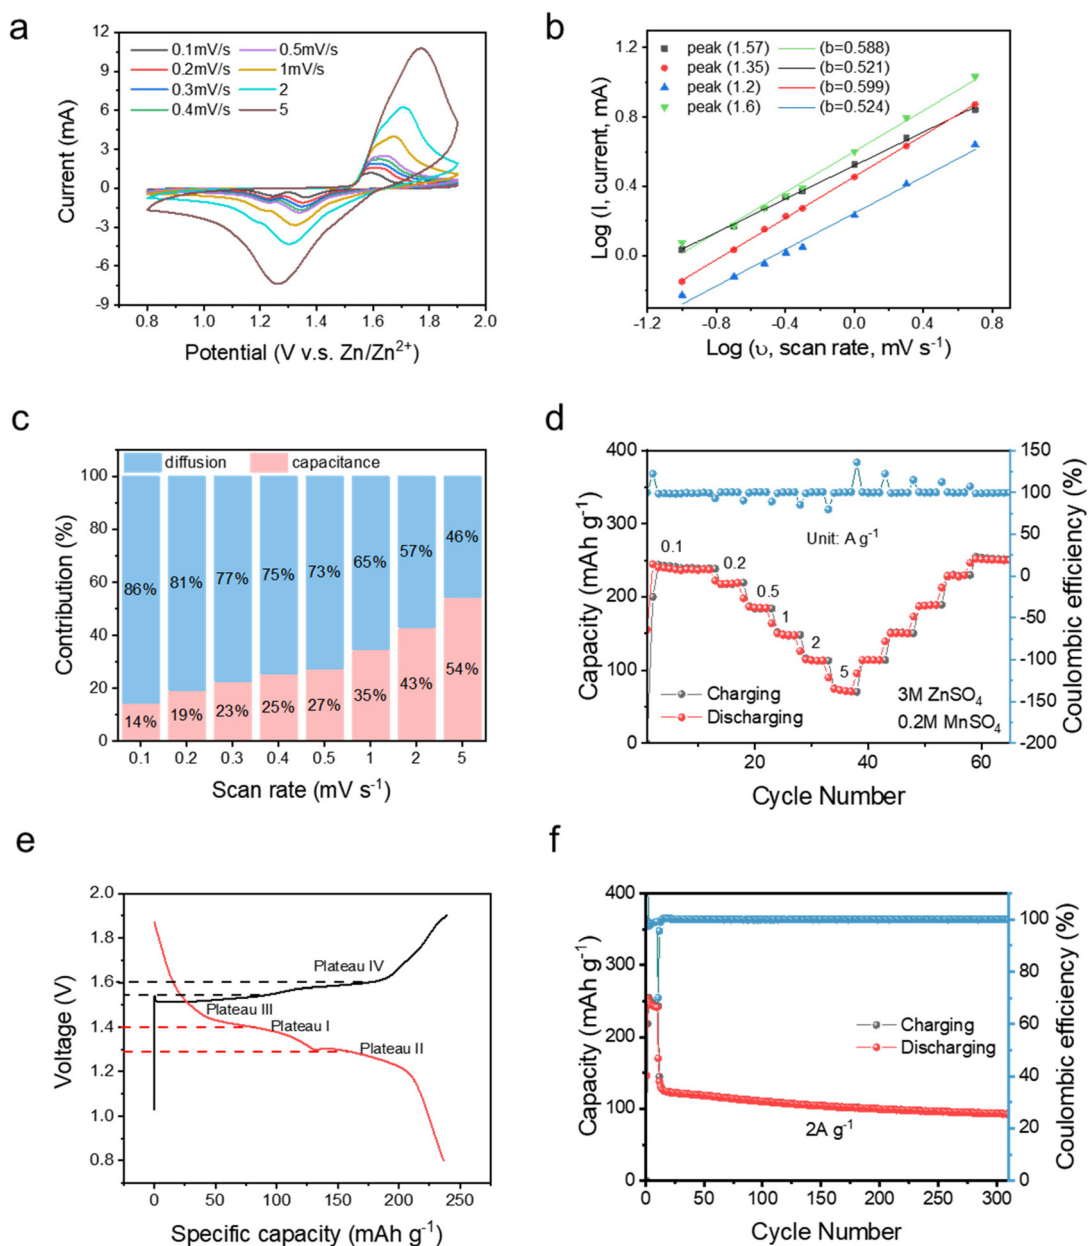 a
0.1mV/s
0.2mV/s
0.3mV/s
0.4mV/s
0.5mV/s
1mV/s
2
5
12
9
6
3
0
-3
-6
-9
Current (mA)
0.8 1.0 1.2 1.4 1.6 1.8 2.0
Potential (V v.s. Zn/Zn²⁺)
b
peak (1.57)
peak (1.35)
peak (1.2)
peak (1.6)
(b=0.588)
(b=0.521)
(b=0.599)
(b=0.524)
1.2
0.8
0.4
0.0
Log (I, current, mA)
-1.2 -0.8 -0.4 0.0 0.4 0.8
Log (υ, scan rate, mV s⁻¹)
c
diffusion capacitance
100
80
60
40
20
0
Contribution (%)
86% 81% 77% 75% 73% 65% 57% 46%
14% 19% 23% 25% 27% 35% 43% 54%
0.1 0.2 0.3 0.4 0.5 1 2 5
Scan rate (mV s⁻¹)
d
400
300
200
100
0
Capacity (mAh g⁻¹)
Unit: A g⁻¹
0.1
0.2
0.5
1
2
5
Charging
Discharging
3M ZnSO₄
0.2M MnSO₄
150
100
50
0
-50
-100
-150
-200
Coulombic efficiency (%)
0 20 40 60
Cycle Number
e
2.0
1.8
1.6
1.4
1.2
1.0
0.8
Voltage (V)
Plateau IV
Plateau III
Plateau I
Plateau II
0 50 100 150 200 250
Specific capacity (mAh g⁻¹)
f
400
300
200
100
0
Capacity (mAh g⁻¹)
Charging
Discharging
2A g⁻¹
100
80
60
40
20
0
Coulombic efficiency (%)
0 50 100 150 200 250 300
Cycle Number